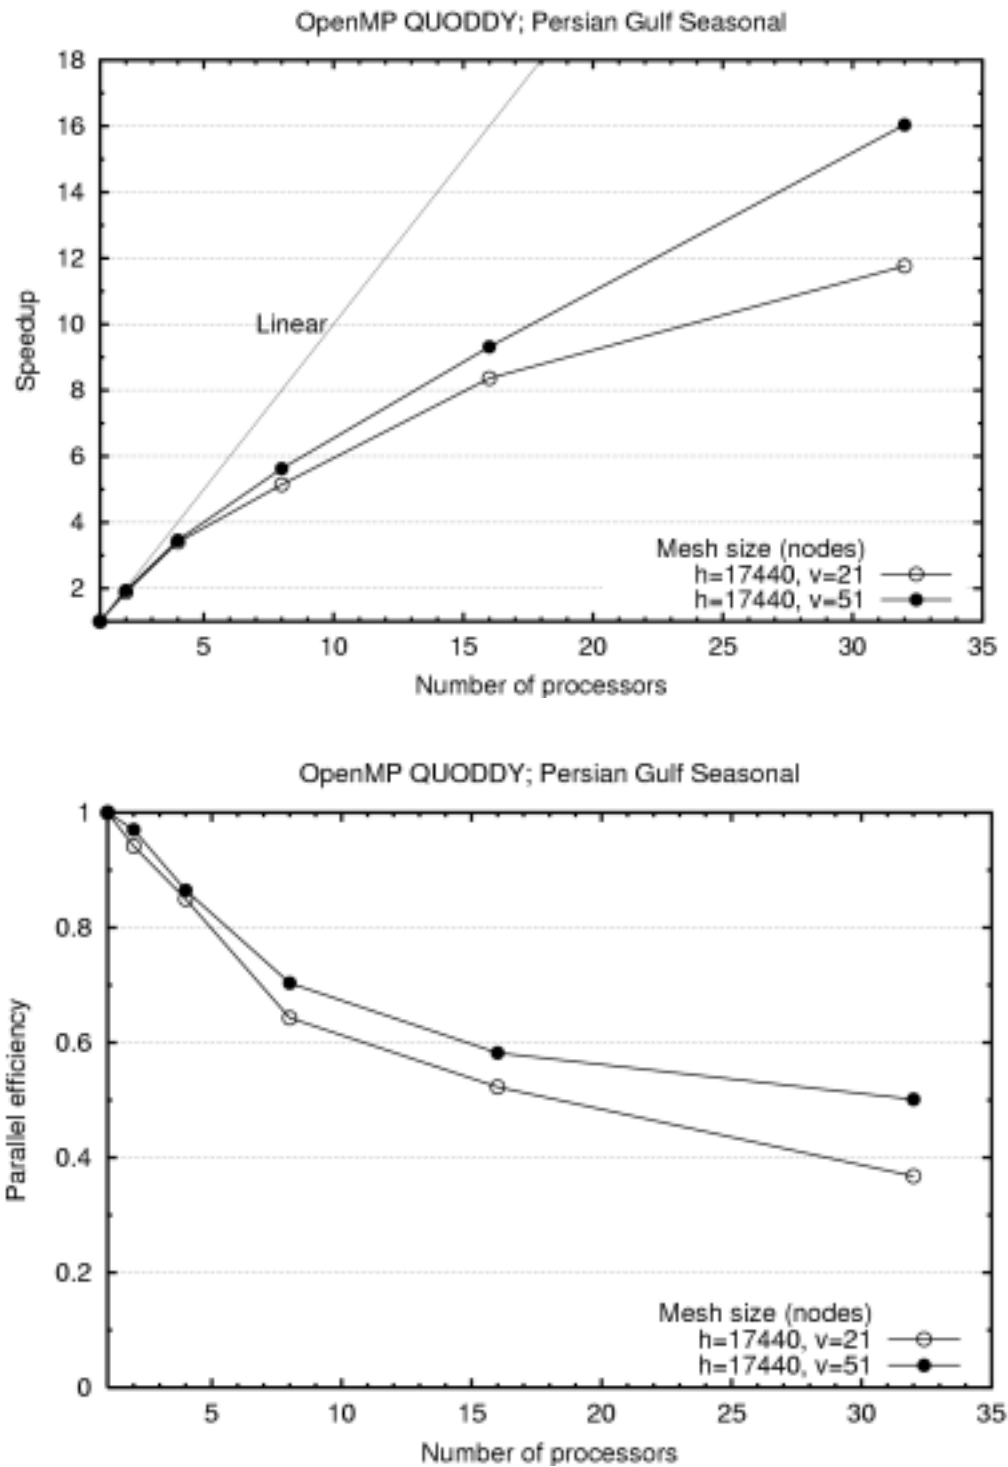 OpenMP QUODDY; Persian Gulf Seasonal
18
16
14
12
10
8
6
4
2
Speedup
Linear
Mesh size (nodes)
h=17440, v=21
h=17440, v=51
5 10 15 20 25 30 35
Number of processors
OpenMP QUODDY; Persian Gulf Seasonal
1
0.8
0.6
0.4
0.2
0
Parallel efficiency
Mesh size (nodes)
h=17440, v=21
h=17440, v=51
5 10 15 20 25 30 35
Number of processors